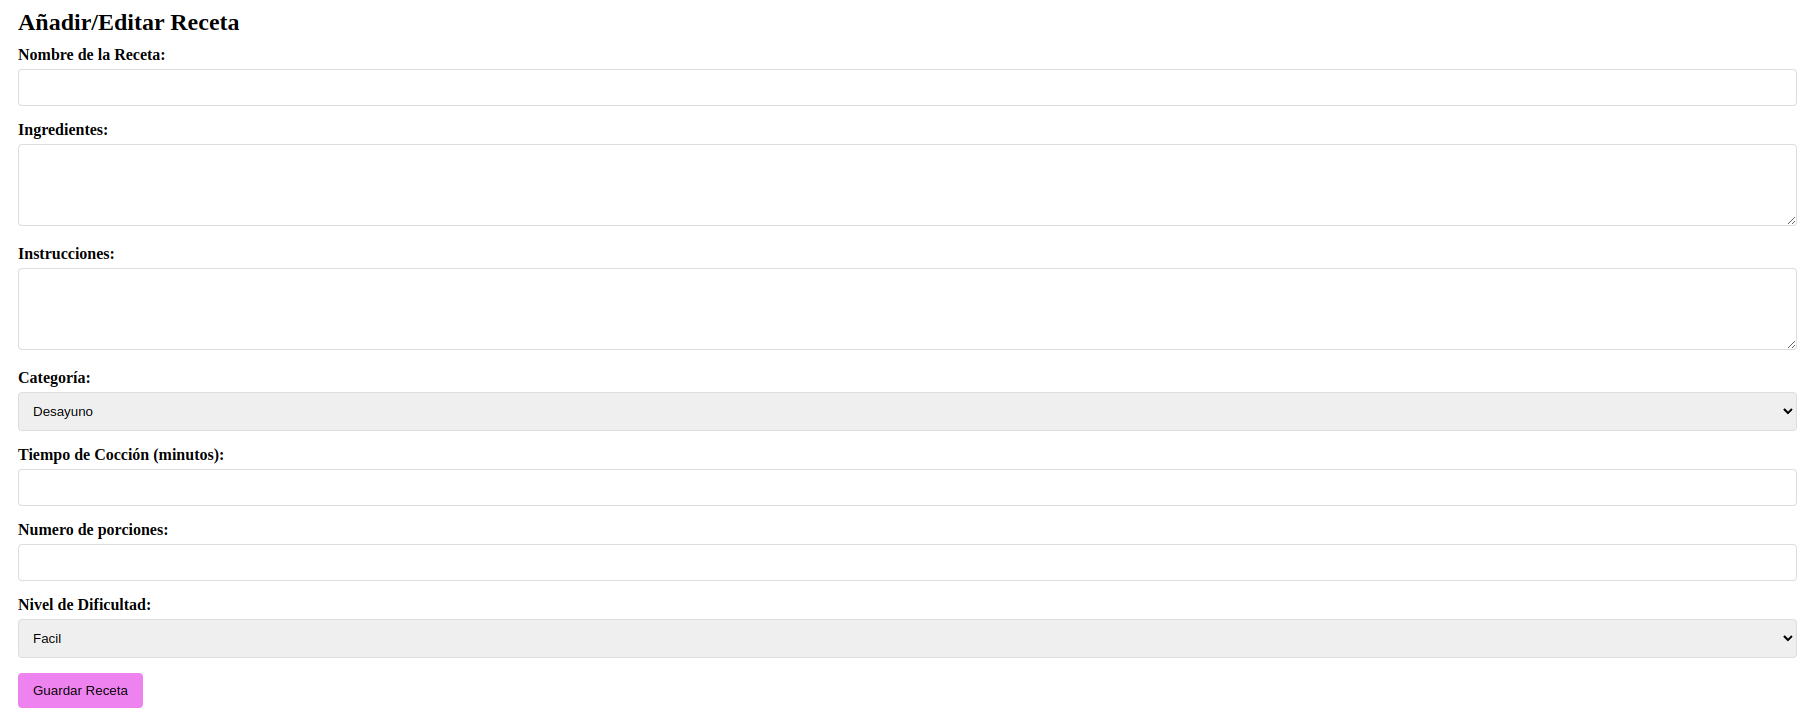 Añadir/Editar Receta
Nombre de la Receta:
Ingredientes:
Instrucciones:
Categoría:
Desayuno
Tiempo de Cocción (minutos):
Numero de porciones:
Nivel de Dificultad:
Facil
Guardar Receta